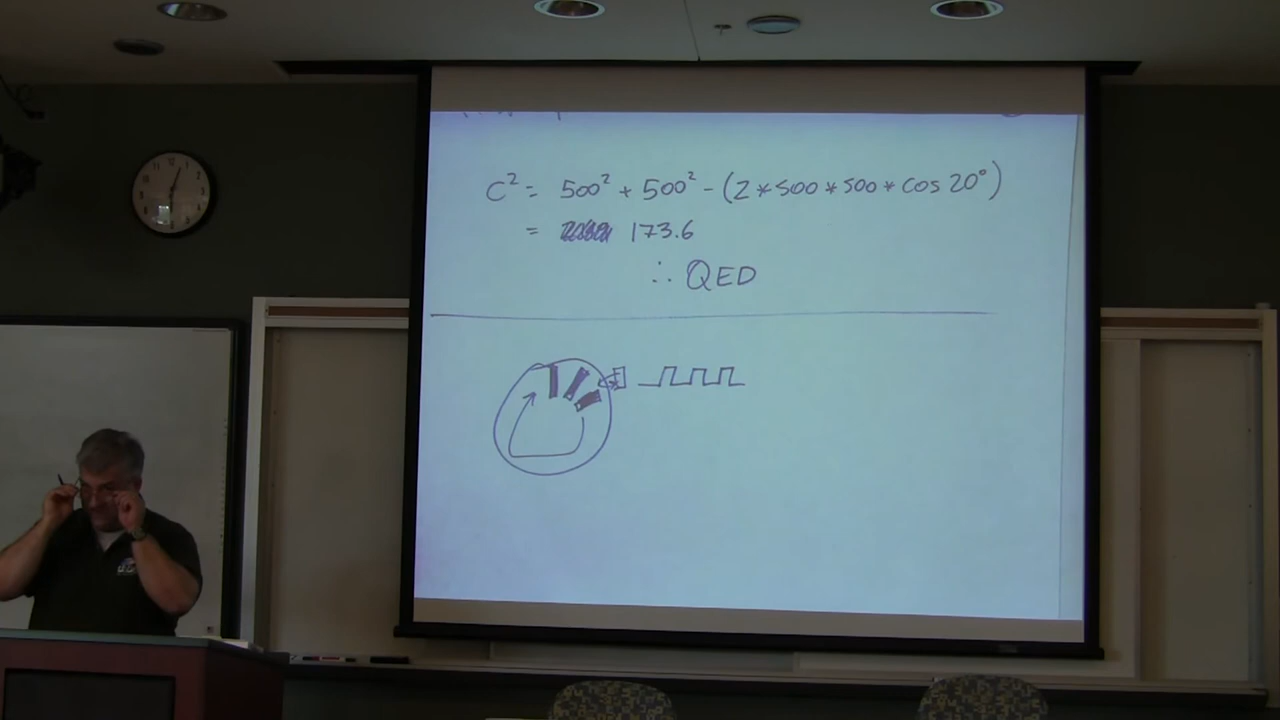 C² = 500² + 500² - (2*500*500*cos 20°)
= 173.6
∴ QED